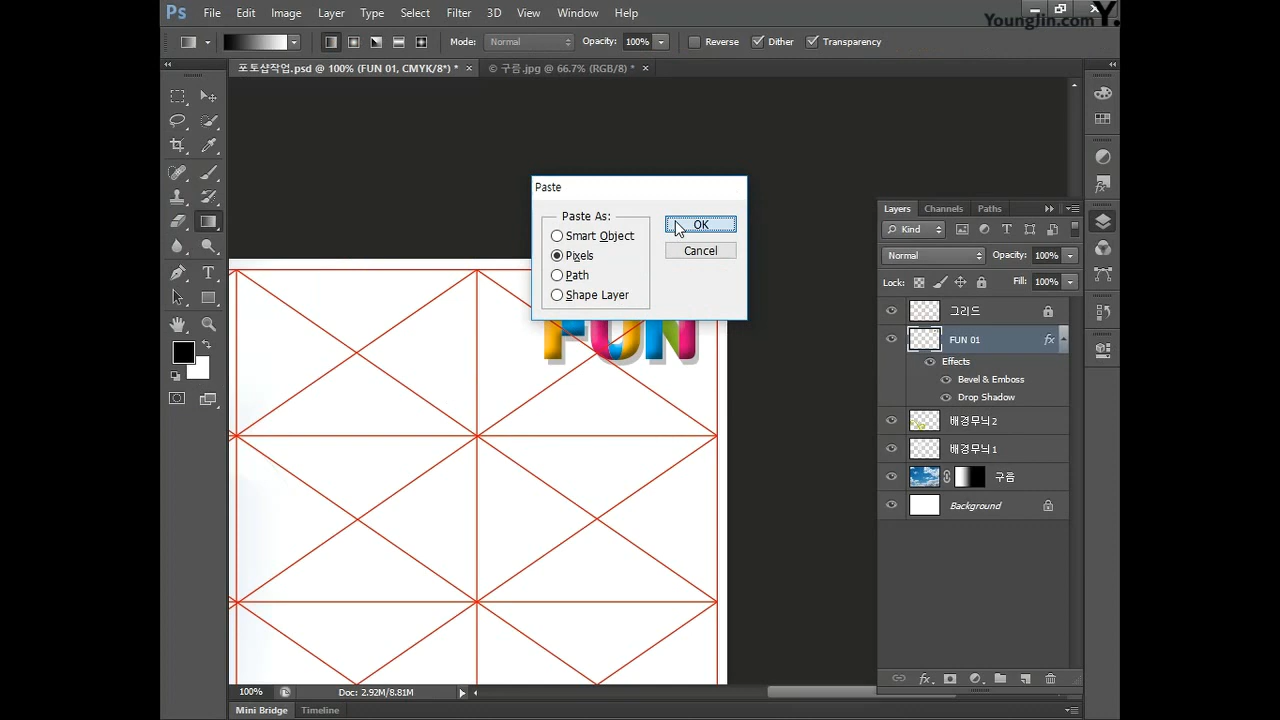 Ps File Edit Image Layer Type Select Filter 3D View Window Help
YoungJin.com Y.
Mode: Normal Opacity: 100% Reverse Dither Transparency
포토샵작업.psd @ 100% (FUN 01, CMYK/8*) * × © 구름.jpg @ 66.7% (RGB/8) * ×
Paste
Paste As:
OK
Smart Object
Cancel
Pixels
Path
Shape Layer
FUN
Layers Channels Paths
Kind
Normal Opacity: 100%
Lock: Fill: 100%
그리드
FUN 01 fx
Effects
Bevel & Emboss
Drop Shadow
배경무늬2
배경무늬1
구름
Background
100% Doc: 2.92M/8.81M
Mini Bridge Timeline